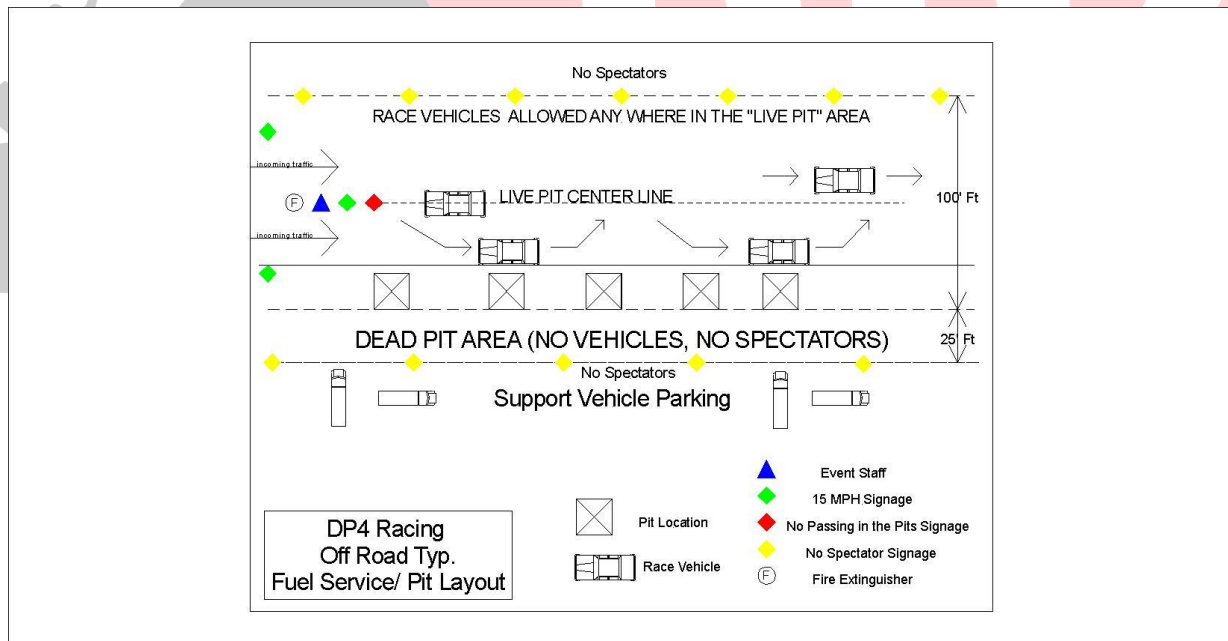 No Spectators
RACE VEHICLES ALLOWED ANY WHERE IN THE "LIVE PIT" AREA
incoming traffic
LIVE PIT CENTER LINE
100' Ft
F
incoming traffic
DEAD PIT AREA (NO VEHICLES, NO SPECTATORS)
25' Ft
No Spectators
Support Vehicle Parking
DP4 Racing
Off Road Typ.
Fuel Service/ Pit Layout
Pit Location
Race Vehicle
Event Staff
15 MPH Signage
No Passing in the Pits Signage
No Spectator Signage
F
Fire Extinguisher